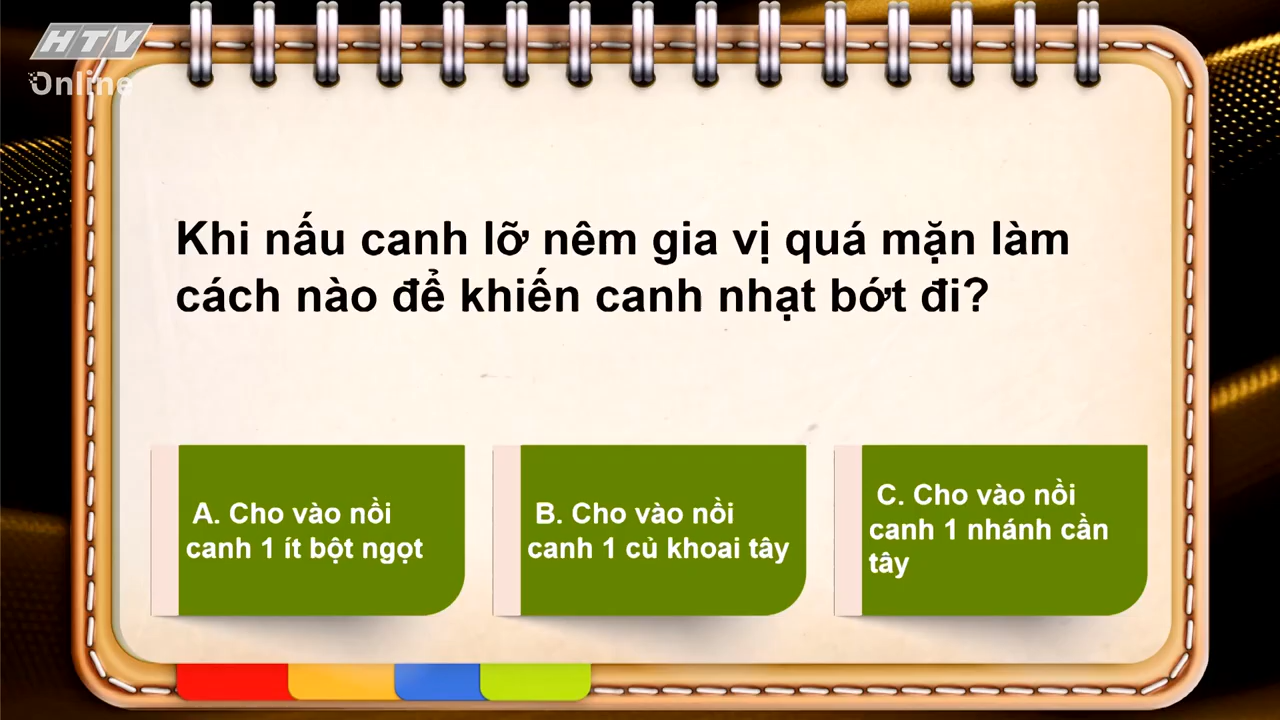 HTV
Online
Khi nấu canh lỡ nêm gia vị quá mặn làm
cách nào để khiến canh nhạt bớt đi?
A. Cho vào nồi
canh 1 ít bột ngọt
B. Cho vào nồi
canh 1 củ khoai tây
C. Cho vào nồi
canh 1 nhánh cần
tây